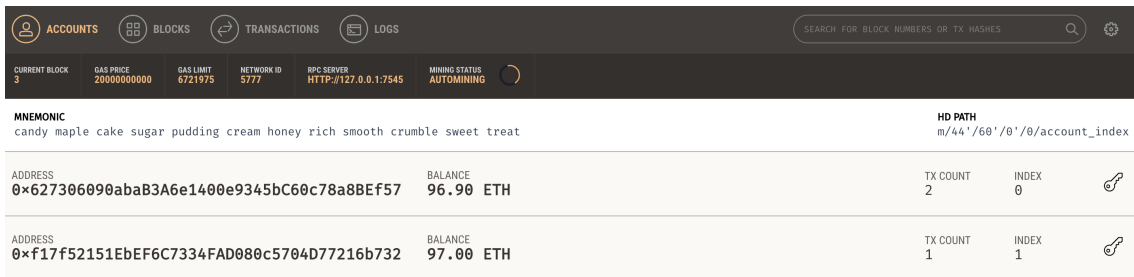 ACCOUNTS BLOCKS TRANSACTIONS LOGS SEARCH FOR BLOCK NUMBERS OR TX HASHES
CURRENT BLOCK GAS PRICE GAS LIMIT NETWORK ID RPC SERVER MINING STATUS
3 20000000000 6721975 5777 HTTP://127.0.0.1:7545 AUTOMINING
MNEMONIC HD PATH
candy maple cake sugar pudding cream honey rich smooth crumble sweet treat m/44'/60'/0'/0/account_index
ADDRESS BALANCE TX COUNT INDEX
0×627306090abaB3A6e1400e9345bC60c78a8BEf57 96.90 ETH 2 0
ADDRESS BALANCE TX COUNT INDEX
0×f17f52151EbEF6C7334FAD080c5704D77216b732 97.00 ETH 1 1